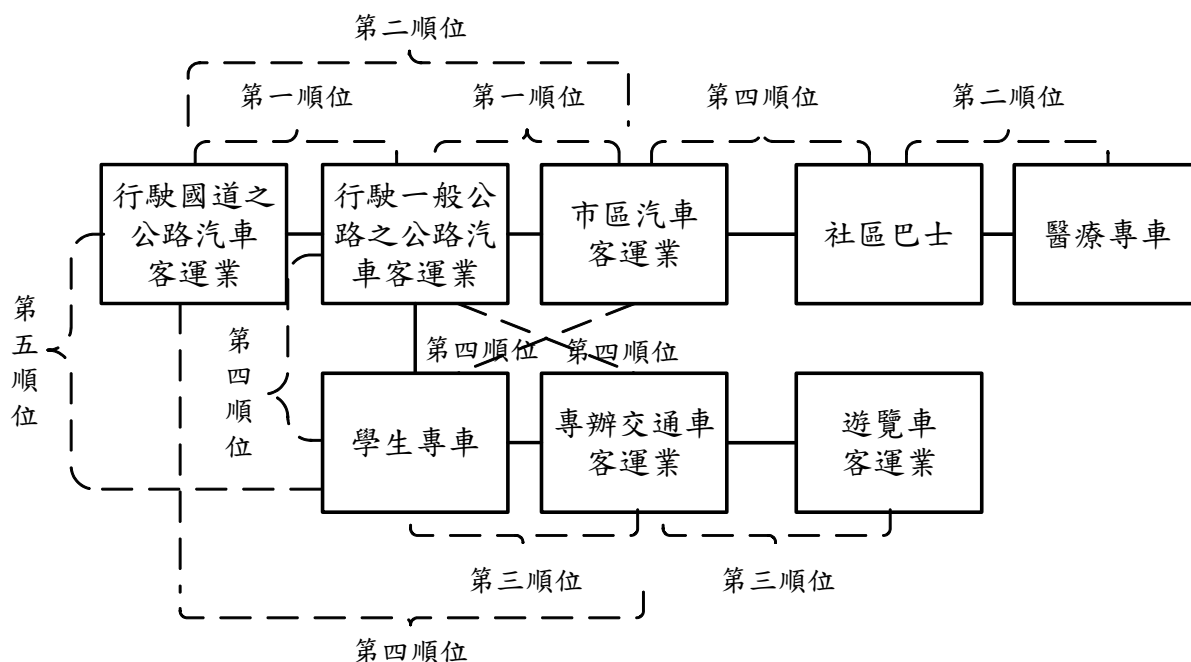 第二順位
第一順位
第一順位
第四順位
第二順位
行駛國道之
公路汽車
客運業
行駛一般公
路之公路汽
車客運業
市區汽車
客運業
社區巴士
醫療專車
第
五
順
位
第
四
順
位
第四順位
第四順位
學生專車
專辦交通車
客運業
遊覽車
客運業
第三順位
第三順位
第四順位